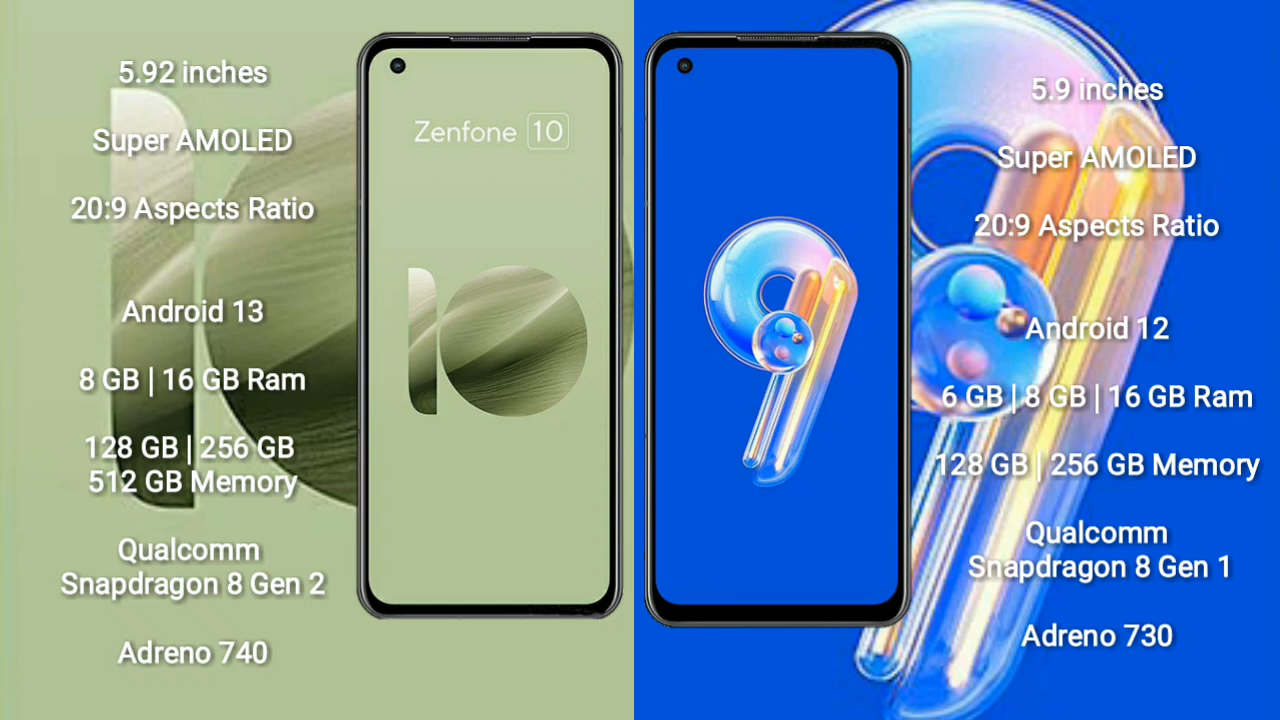 5.92 inches
Super AMOLED
20:9 Aspects Ratio
Android 13
8 GB | 16 GB Ram
128 GB | 256 GB
512 GB Memory
Qualcomm
Snapdragon 8 Gen 2
Adreno 740
Zenfone 10
10
9
5.9 inches
Super AMOLED
20:9 Aspects Ratio
Android 12
6 GB | 8 GB | 16 GB Ram
128 GB | 256 GB Memory
Qualcomm
Snapdragon 8 Gen 1
Adreno 730